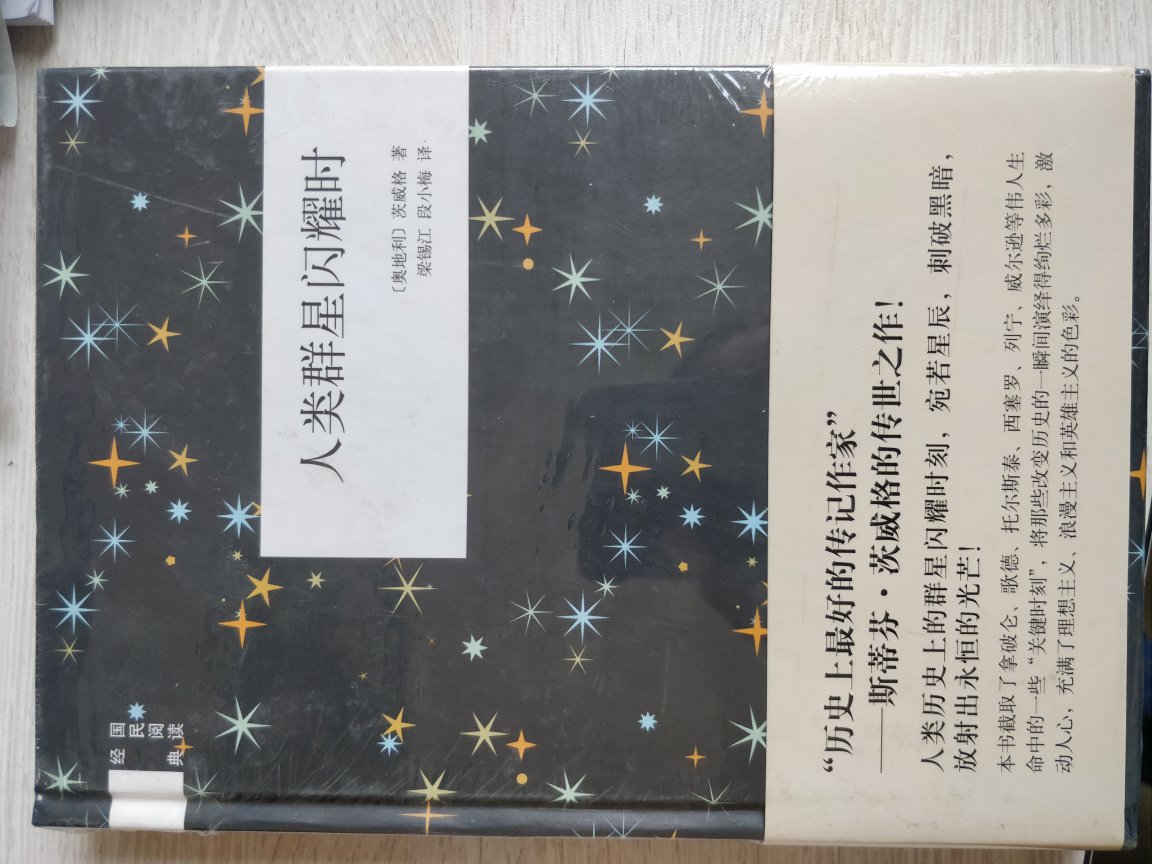 国民阅读
经典
人类群星闪耀时
〔奥地利〕茨威格 著
梁锡江 段小梅 译
“历史上最好的传记作家”
——斯蒂芬·茨威格的传世之作！
人类历史上的群星闪耀时刻，宛若星辰，刺破黑暗，
放射出永恒的光芒！
本书截取了拿破仑、歌德、托尔斯泰、西塞罗、列宁、威尔逊等伟人生
命中的一些“关键时刻”，将那些改变历史的一瞬间演绎得绚烂多彩，激
动人心，充满了理想主义、浪漫主义和英雄主义的色彩。